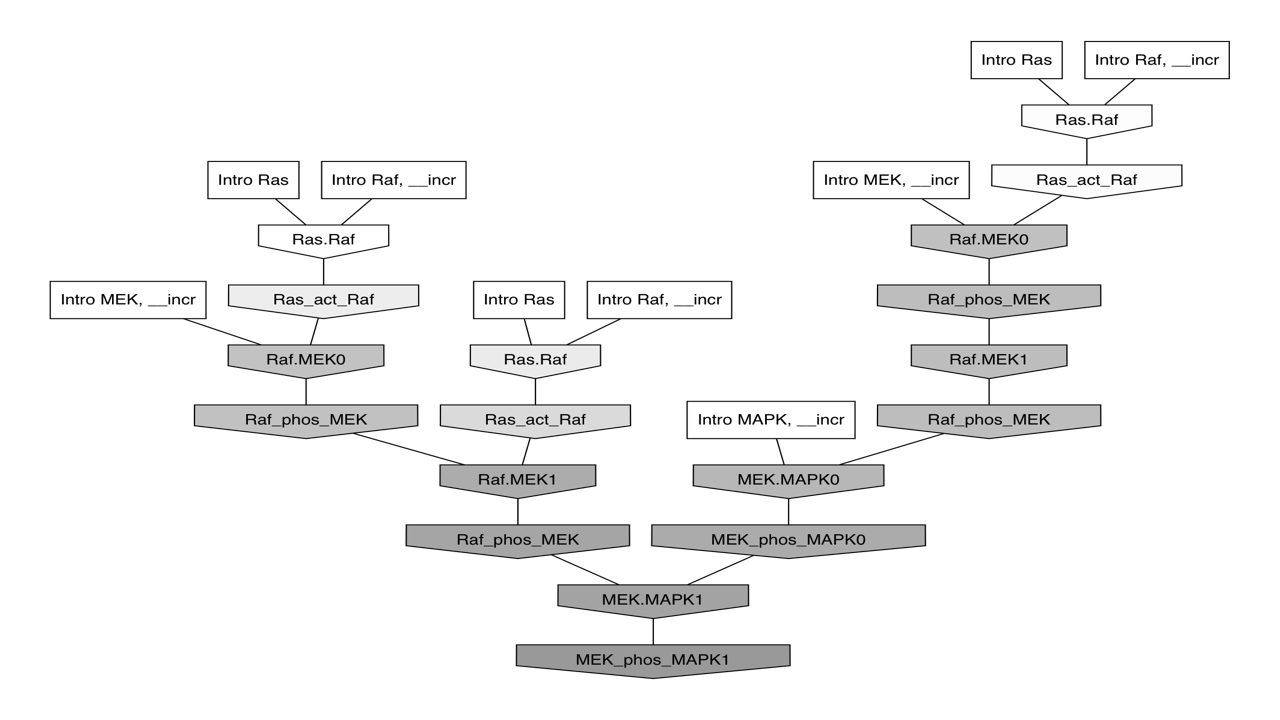 Intro Ras
Intro Raf, __incr
Ras.Raf
Intro Ras
Intro Raf, __incr
Intro MEK, __incr
Ras_act_Raf
Ras.Raf
Raf.MEK0
Intro MEK, __incr
Ras_act_Raf
Intro Ras
Intro Raf, __incr
Raf_phos_MEK
Raf.MEK0
Ras.Raf
Raf.MEK1
Raf_phos_MEK
Ras_act_Raf
Intro MAPK, __incr
Raf_phos_MEK
Raf.MEK1
MEK.MAPK0
Raf_phos_MEK
MEK_phos_MAPK0
MEK.MAPK1
MEK_phos_MAPK1